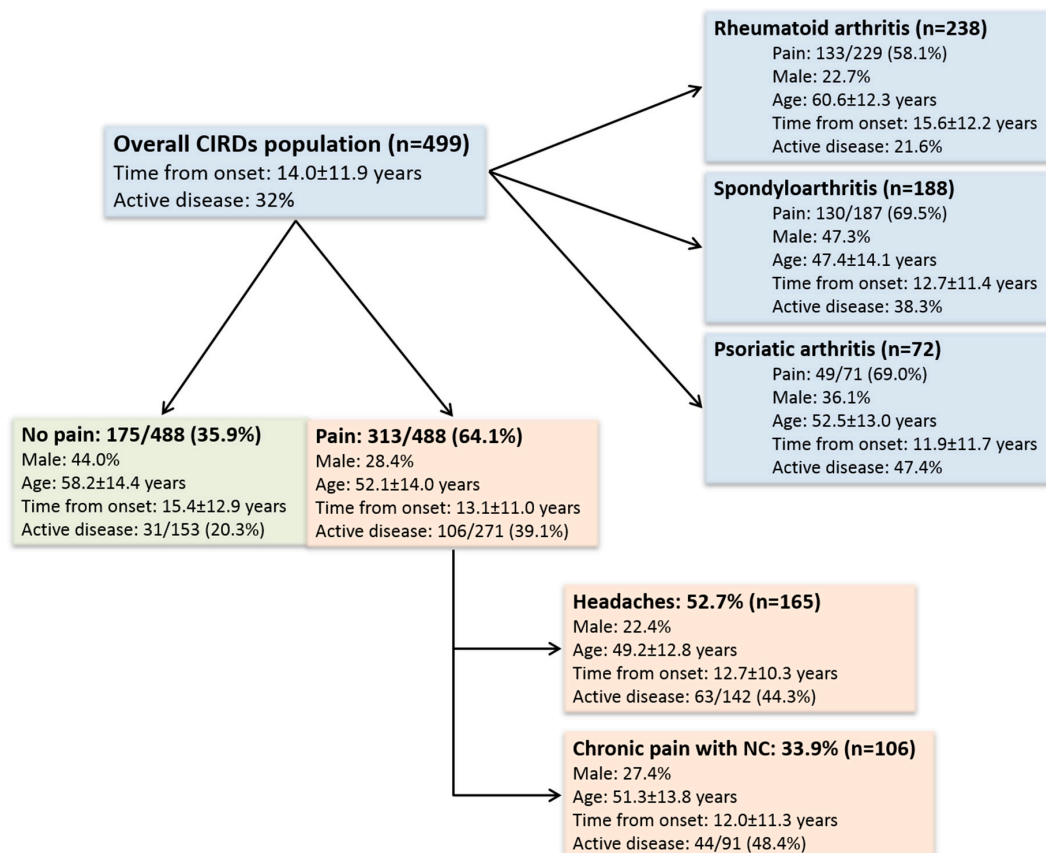 Overall CIRDs population (n=499)
Time from onset: 14.0±11.9 years
Active disease: 32%
Rheumatoid arthritis (n=238)
Pain: 133/229 (58.1%)
Male: 22.7%
Age: 60.6±12.3 years
Time from onset: 15.6±12.2 years
Active disease: 21.6%
Spondyloarthritis (n=188)
Pain: 130/187 (69.5%)
Male: 47.3%
Age: 47.4±14.1 years
Time from onset: 12.7±11.4 years
Active disease: 38.3%
Psoriatic arthritis (n=72)
Pain: 49/71 (69.0%)
Male: 36.1%
Age: 52.5±13.0 years
Time from onset: 11.9±11.7 years
Active disease: 47.4%
No pain: 175/488 (35.9%)
Male: 44.0%
Age: 58.2±14.4 years
Time from onset: 15.4±12.9 years
Active disease: 31/153 (20.3%)
Pain: 313/488 (64.1%)
Male: 28.4%
Age: 52.1±14.0 years
Time from onset: 13.1±11.0 years
Active disease: 106/271 (39.1%)
Headaches: 52.7% (n=165)
Male: 22.4%
Age: 49.2±12.8 years
Time from onset: 12.7±10.3 years
Active disease: 63/142 (44.3%)
Chronic pain with NC: 33.9% (n=106)
Male: 27.4%
Age: 51.3±13.8 years
Time from onset: 12.0±11.3 years
Active disease: 44/91 (48.4%)